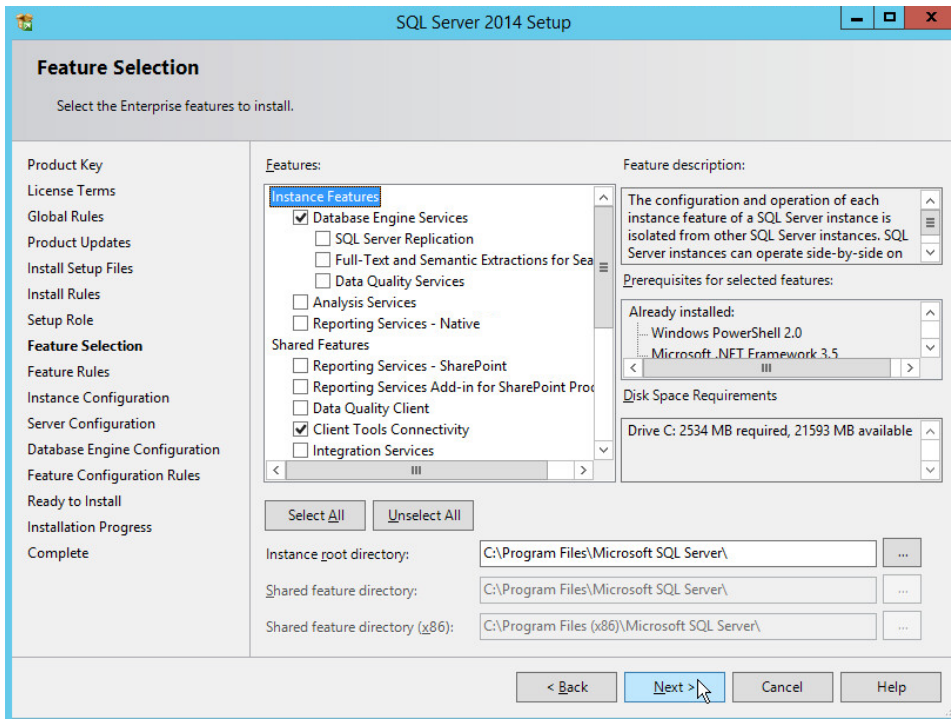 SQL Server 2014 Setup
Feature Selection
Select the Enterprise features to install.
Product Key
License Terms
Global Rules
Product Updates
Install Setup Files
Install Rules
Setup Role
Feature Selection
Feature Rules
Instance Configuration
Server Configuration
Database Engine Configuration
Feature Configuration Rules
Ready to Install
Installation Progress
Complete
Features:
Instance Features
Database Engine Services
SQL Server Replication
Full-Text and Semantic Extractions for Sea
Data Quality Services
Analysis Services
Reporting Services - Native
Shared Features
Reporting Services - SharePoint
Reporting Services Add-in for SharePoint Proc
Data Quality Client
Client Tools Connectivity
Integration Services
Feature description:
The configuration and operation of each
instance feature of a SQL Server instance is
isolated from other SQL Server instances. SQL
Server instances can operate side-by-side on
Prerequisites for selected features:
Already installed:
Windows PowerShell 2.0
Microsoft .NET Framework 3.5
Disk Space Requirements
Drive C: 2534 MB required, 21593 MB available
Select All
Unselect All
Instance root directory:
C:\Program Files\Microsoft SQL Server\
...
Shared feature directory:
C:\Program Files\Microsoft SQL Server\
...
Shared feature directory (x86):
C:\Program Files (x86)\Microsoft SQL Server\
...
< Back
Next >
Cancel
Help